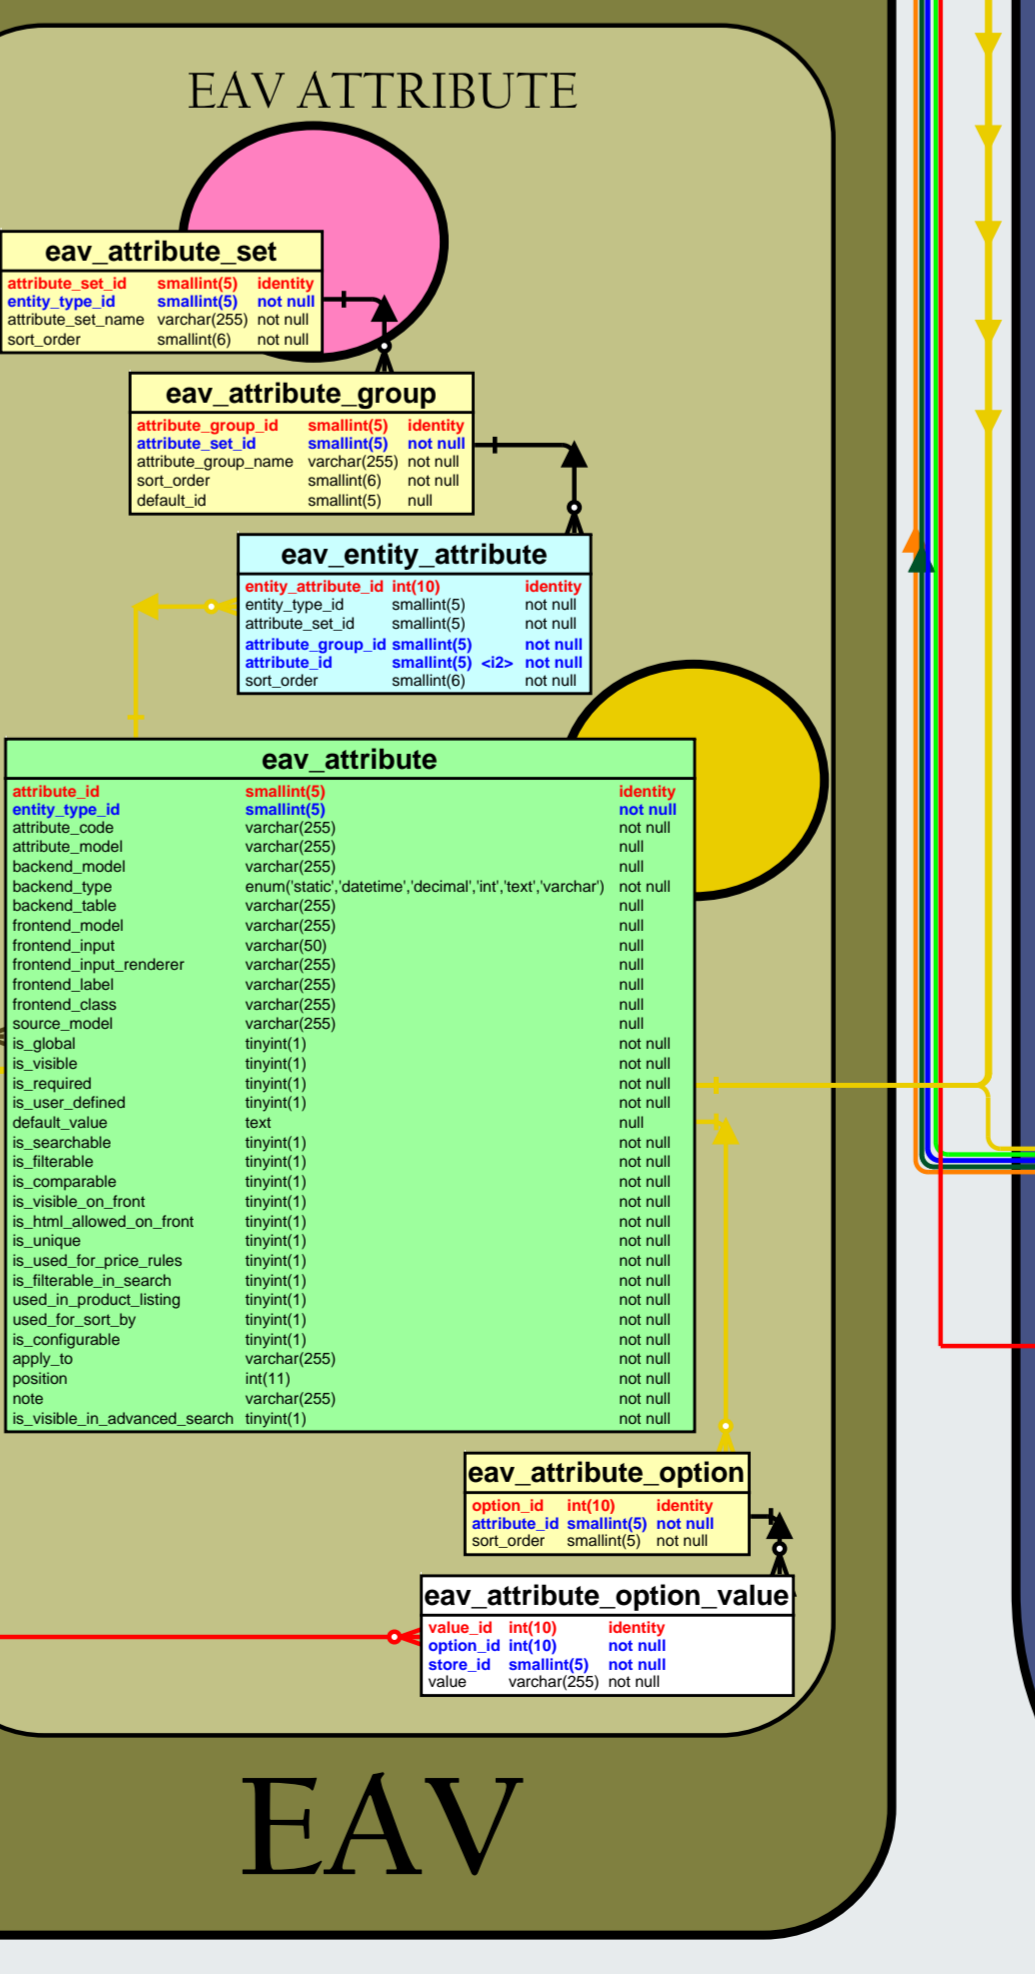 EAV ATTRIBUTE
eav_attribute_set
attribute_set_id smallint(5) identity
entity_type_id smallint(5) not null
attribute_set_name varchar(255) not null
sort_order smallint(6) not null
eav_attribute_group
attribute_group_id smallint(5) identity
attribute_set_id smallint(5) not null
attribute_group_name varchar(255) not null
sort_order smallint(6) not null
default_id smallint(5) null
eav_entity_attribute
entity_attribute_id int(10) identity
entity_type_id smallint(5) not null
attribute_set_id smallint(5) not null
attribute_group_id smallint(5) not null
attribute_id smallint(5) <i2> not null
sort_order smallint(6) not null
eav_attribute
attribute_id smallint(5) identity
entity_type_id smallint(5) not null
attribute_code varchar(255) not null
attribute_model varchar(255) null
backend_model varchar(255) null
backend_type enum('static','datetime','decimal','int','text','varchar') not null
backend_table varchar(255) null
frontend_model varchar(255) null
frontend_input varchar(50) null
frontend_input_renderer varchar(255) null
frontend_label varchar(255) null
frontend_class varchar(255) null
source_model varchar(255) null
is_global tinyint(1) not null
is_visible tinyint(1) not null
is_required tinyint(1) not null
is_user_defined tinyint(1) not null
default_value text null
is_searchable tinyint(1) not null
is_filterable tinyint(1) not null
is_comparable tinyint(1) not null
is_visible_on_front tinyint(1) not null
is_html_allowed_on_front tinyint(1) not null
is_unique tinyint(1) not null
is_used_for_price_rules tinyint(1) not null
is_filterable_in_search tinyint(1) not null
used_in_product_listing tinyint(1) not null
used_for_sort_by tinyint(1) not null
is_configurable tinyint(1) not null
apply_to varchar(255) not null
position int(11) not null
note varchar(255) not null
is_visible_in_advanced_search tinyint(1) not null
eav_attribute_option
option_id int(10) identity
attribute_id smallint(5) not null
sort_order smallint(5) not null
eav_attribute_option_value
value_id int(10) identity
option_id int(10) not null
store_id smallint(5) not null
value varchar(255) not null
EAV